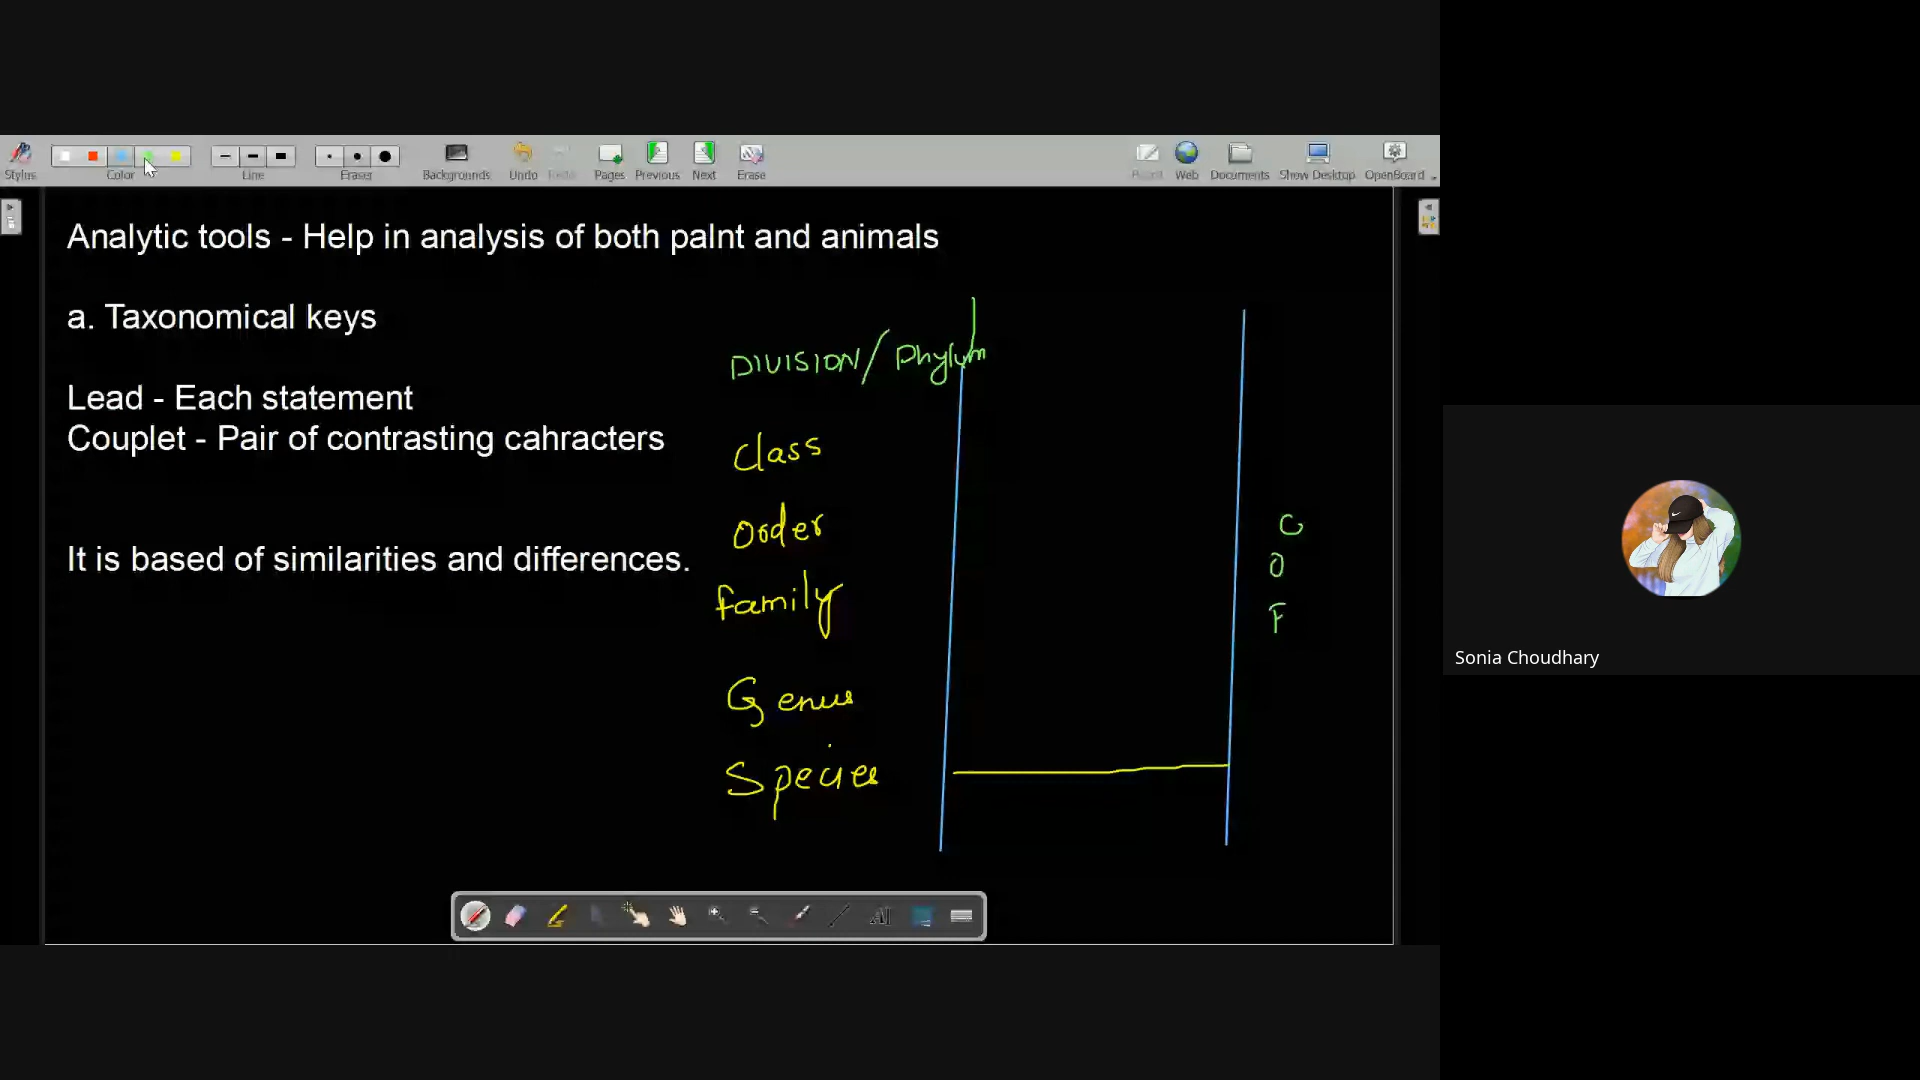 Stylus
Color
Line
Eraser
Backgrounds
Undo
Redo
Pages
Previous
Next
Erase
Board
Web
Documents
Show Desktop
OpenBoard
Analytic tools - Help in analysis of both palnt and animals
a. Taxonomical keys
Lead - Each statement
Couplet - Pair of contrasting cahracters
It is based of similarities and differences.
DIVISION/ Phylum
Class
Order
family
Genus
Species
C
O
F
Sonia Choudhary